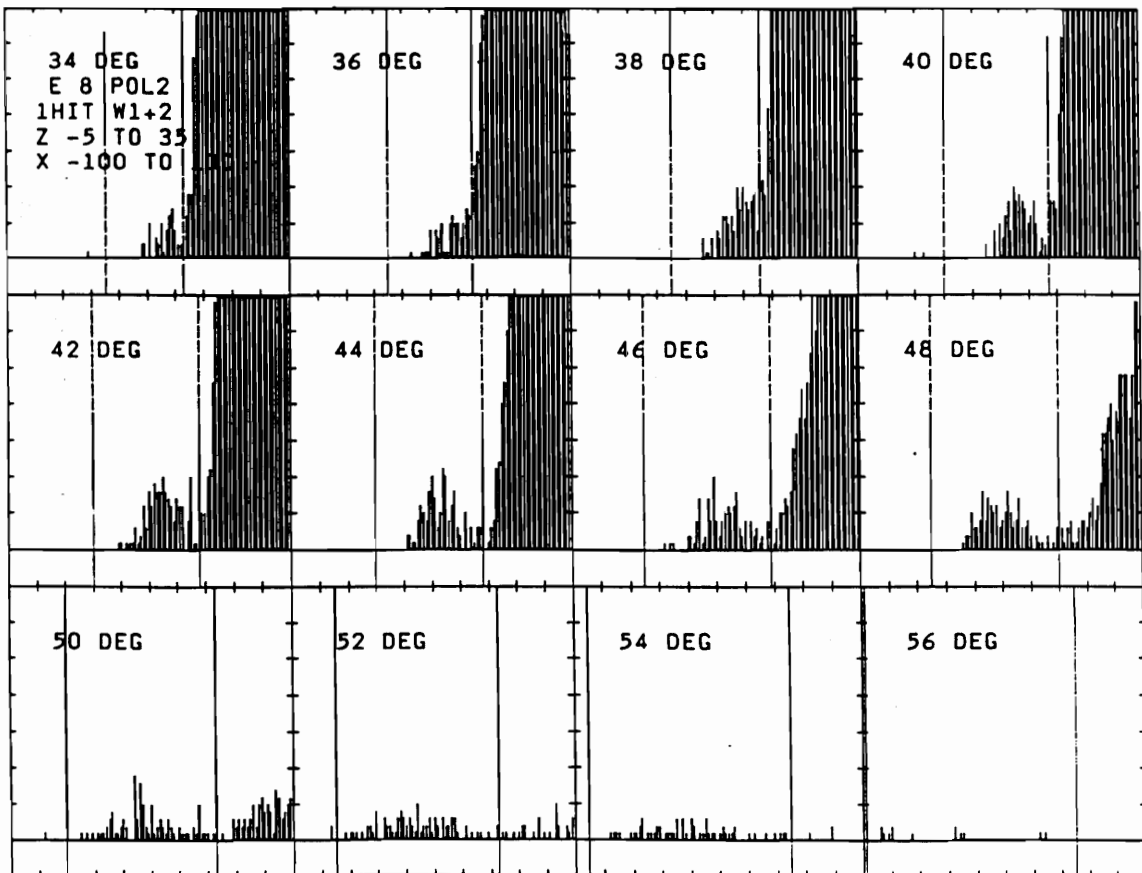 34 DEG
E 8 POL2
1HIT W1+2
Z -5 TO 35
X -100 TO 100
36 DEG
38 DEG
40 DEG
42 DEG
44 DEG
46 DEG
48 DEG
50 DEG
52 DEG
54 DEG
56 DEG